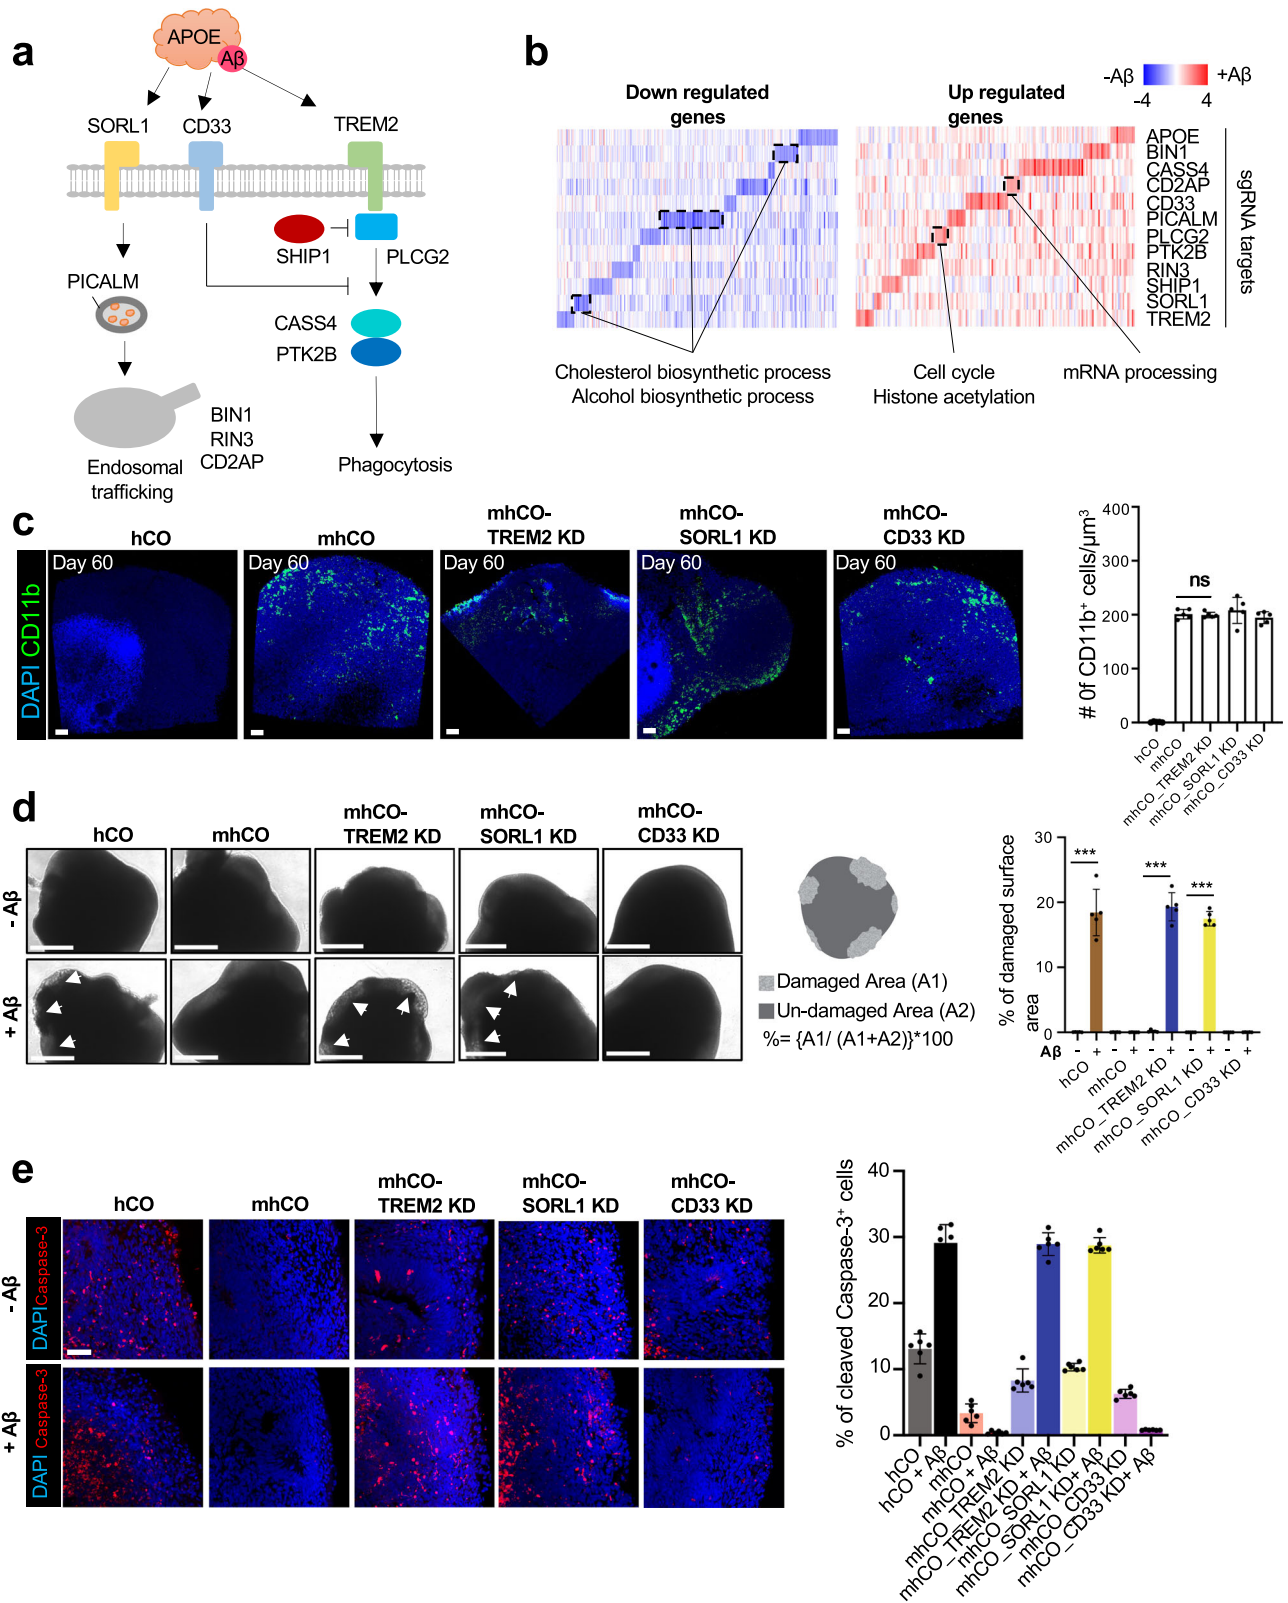 a
APOE
Aβ
SORL1
CD33
TREM2
SHIP1
PLCG2
PICALM
CASS4
PTK2B
BIN1
RIN3
CD2AP
Endosomal
trafficking
Phagocytosis
b
-Aβ
+Aβ
-4
4
Down regulated
genes
Up regulated
genes
APOE
BIN1
CASS4
CD2AP
CD33
PICALM
PLCG2
PTK2B
RIN3
SHIP1
SORL1
TREM2
sgRNA targets
Cholesterol biosynthetic process
Alcohol biosynthetic process
Cell cycle
Histone acetylation
mRNA processing
c
hCO
mhCO
mhCO-
TREM2 KD
mhCO-
SORL1 KD
mhCO-
CD33 KD
DAPI CD11b
Day 60
Day 60
Day 60
Day 60
Day 60
# Of CD11b+ cells/μm3
400
300
200
100
0
ns
hCO
mhCO
mhCO_TREM2 KD
mhCO_SORL1 KD
mhCO_CD33 KD
d
hCO
mhCO
mhCO-
TREM2 KD
mhCO-
SORL1 KD
mhCO-
CD33 KD
- Aβ
+ Aβ
Damaged Area (A1)
Un-damaged Area (A2)
%= {A1/ (A1+A2)}*100
% of damaged surface
area
30
20
10
0
***
***
***
Aβ - + - + - + - + - +
hCO
mhCO
mhCO_TREM2 KD
mhCO_SORL1 KD
mhCO_CD33 KD
e
hCO
mhCO
mhCO-
TREM2 KD
mhCO-
SORL1 KD
mhCO-
CD33 KD
- Aβ
DAPI Caspase-3
+ Aβ
DAPI Caspase-3
% of cleaved Caspase-3+ cells
40
30
20
10
0
hCO
hCO + Aβ
mhCO
mhCO + Aβ
mhCO_TREM2 KD
mhCO_TREM2 KD + Aβ
mhCO_SORL1 KD
mhCO_SORL1 KD+ Aβ
mhCO_CD33 KD
mhCO_CD33 KD+ Aβ